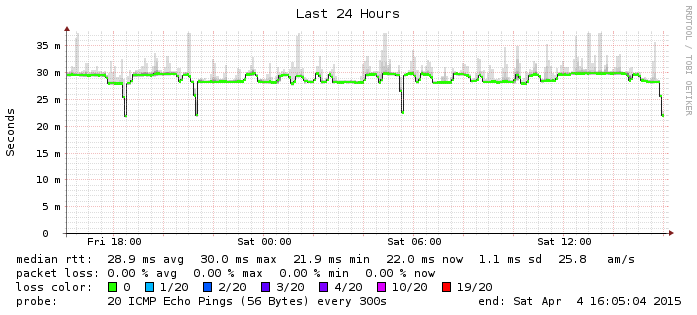 Last 24 Hours
RRDTOOL / TOBI OETIKER
Seconds
35 m
30 m
25 m
20 m
15 m
10 m
5 m
0
Fri 18:00 Sat 00:00 Sat 06:00 Sat 12:00
median rtt: 28.9 ms avg 30.0 ms max 21.9 ms min 22.0 ms now 1.1 ms sd 25.8 am/s
packet loss: 0.00 % avg 0.00 % max 0.00 % min 0.00 % now
loss color: 0 1/20 2/20 3/20 4/20 10/20 19/20
probe: 20 ICMP Echo Pings (56 Bytes) every 300s end: Sat Apr 4 16:05:04 2015